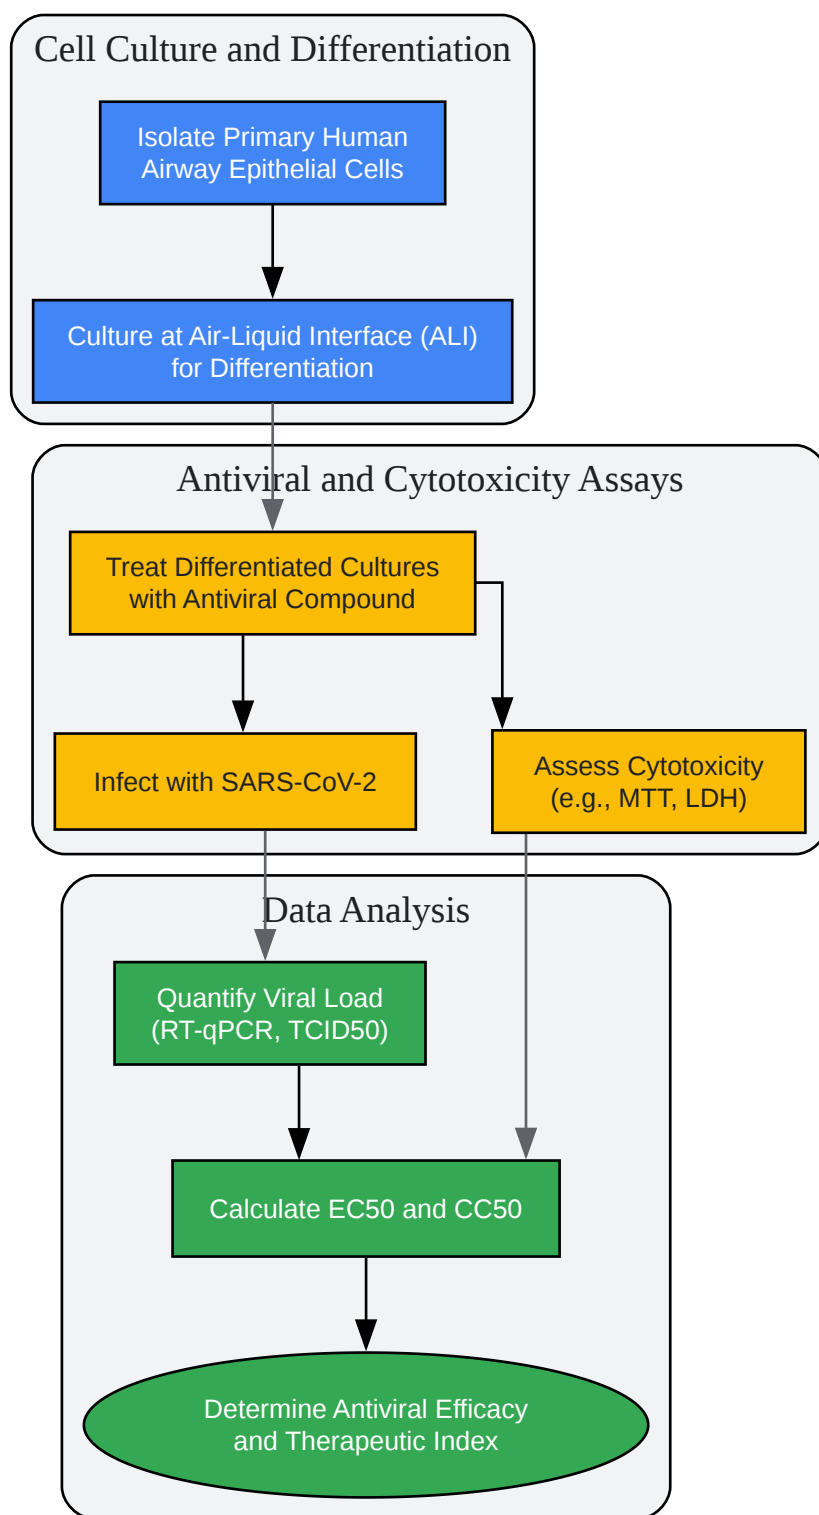 Cell Culture and Differentiation
Isolate Primary Human
Airway Epithelial Cells
Culture at Air-Liquid Interface (ALI)
for Differentiation
Antiviral and Cytotoxicity Assays
Treat Differentiated Cultures
with Antiviral Compound
Infect with SARS-CoV-2
Assess Cytotoxicity
(e.g., MTT, LDH)
Data Analysis
Quantify Viral Load
(RT-qPCR, TCID50)
Calculate EC50 and CC50
Determine Antiviral Efficacy
and Therapeutic Index